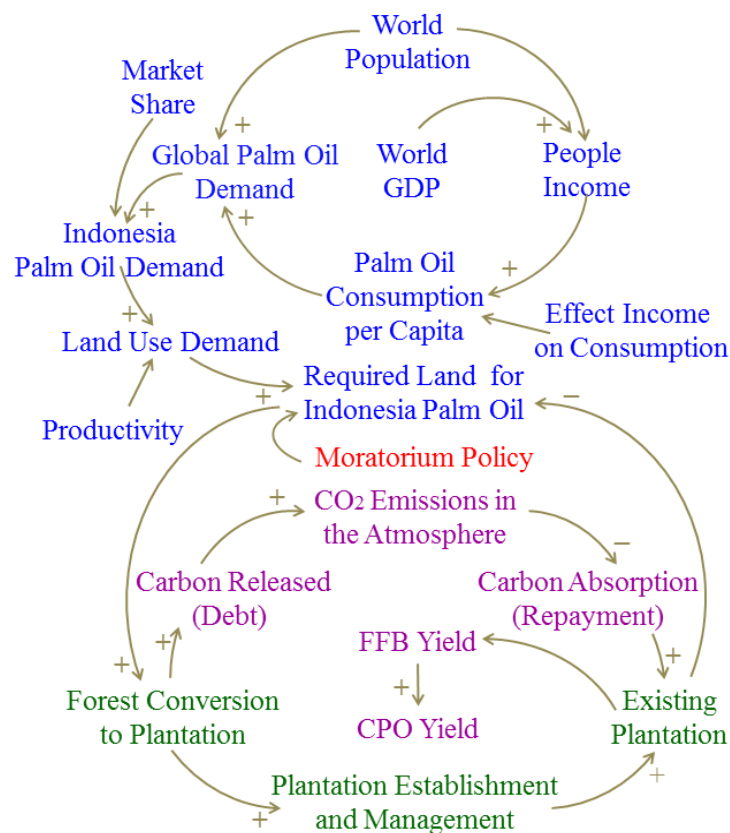 World
Population
Market
Share
+
+
Global Palm Oil
Demand
World
GDP
People
Income
+
+
Indonesia
Palm Oil Demand
+
Palm Oil
Consumption
per Capita
+
Land Use Demand
Effect Income
on Consumption
Required Land for
Indonesia Palm Oil
+
−
Productivity
Moratorium Policy
+
CO2 Emissions in
the Atmosphere
−
Carbon Released
(Debt)
Carbon Absorption
(Repayment)
+
FFB Yield
+
+
+
Forest Conversion
to Plantation
CPO Yield
Existing
Plantation
Plantation Establishment
and Management
+
+